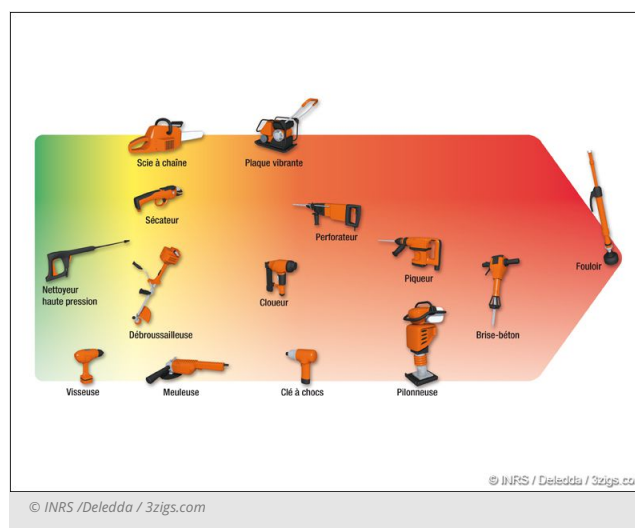 Scie à chaîne
Plaque vibrante
Sécateur
Perforateur
Nettoyeur
haute pression
Cloueur
Piqueur
Fouloir
Débroussailleuse
Brise-béton
Visseuse
Meuleuse
Clé à chocs
Pilonneuse
© INRS / Deledda / 3zigs.co
© INRS /Deledda / 3zigs.com